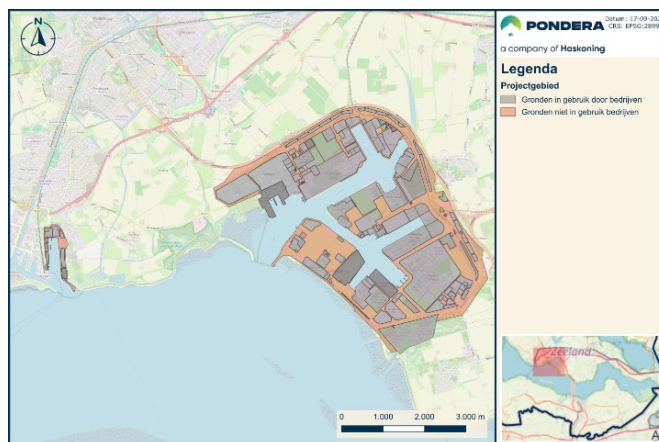 PONDERA
Datum: 17-09-202
CRS: EPSG:2899
a company of Haskoning
Legenda
Projectgebied
Gronden in gebruik door bedrijven
Gronden niet in gebruik bedrijven
0 1.000 2.000 3.000 m
Zeeland
A